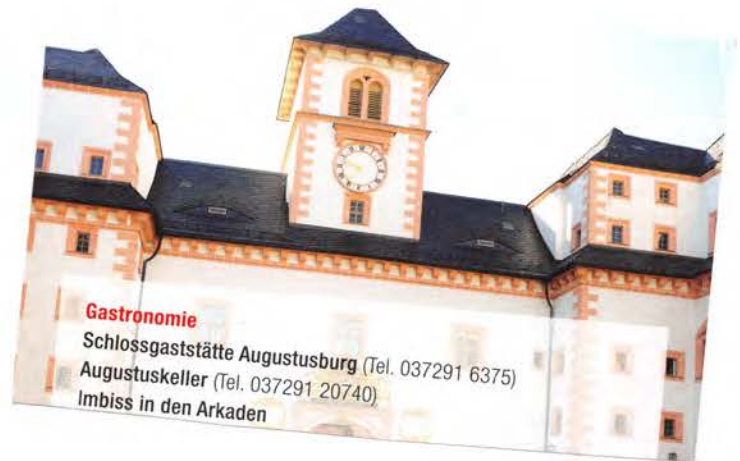 Gastronomie
Schlossgaststätte Augustusburg (Tel. 037291 6375)
Augustuskeller (Tel. 037291 20740)
Imbiss in den Arkaden